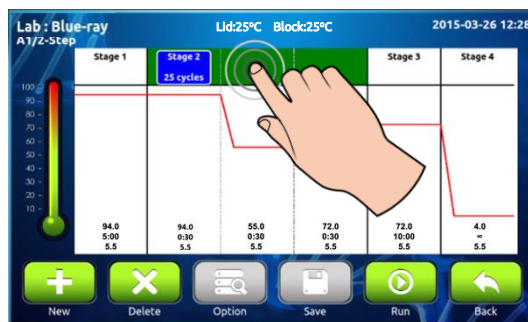 Lab : Blue-ray
Lid:25ºC Block:25ºC
2015-03-26 12:28
A1/2-Step
Stage 1
Stage 2
25 cycles
Stage 3
Stage 4
100
90
80
70
60
50
40
30
20
10
94.0 94.0 55.0 72.0 72.0 4.0
5:00 0:30 0:30 0:30 10:00 ∞
5.5 5.5 5.5 5.5 5.5 5.5
New Delete Option Save Run Back